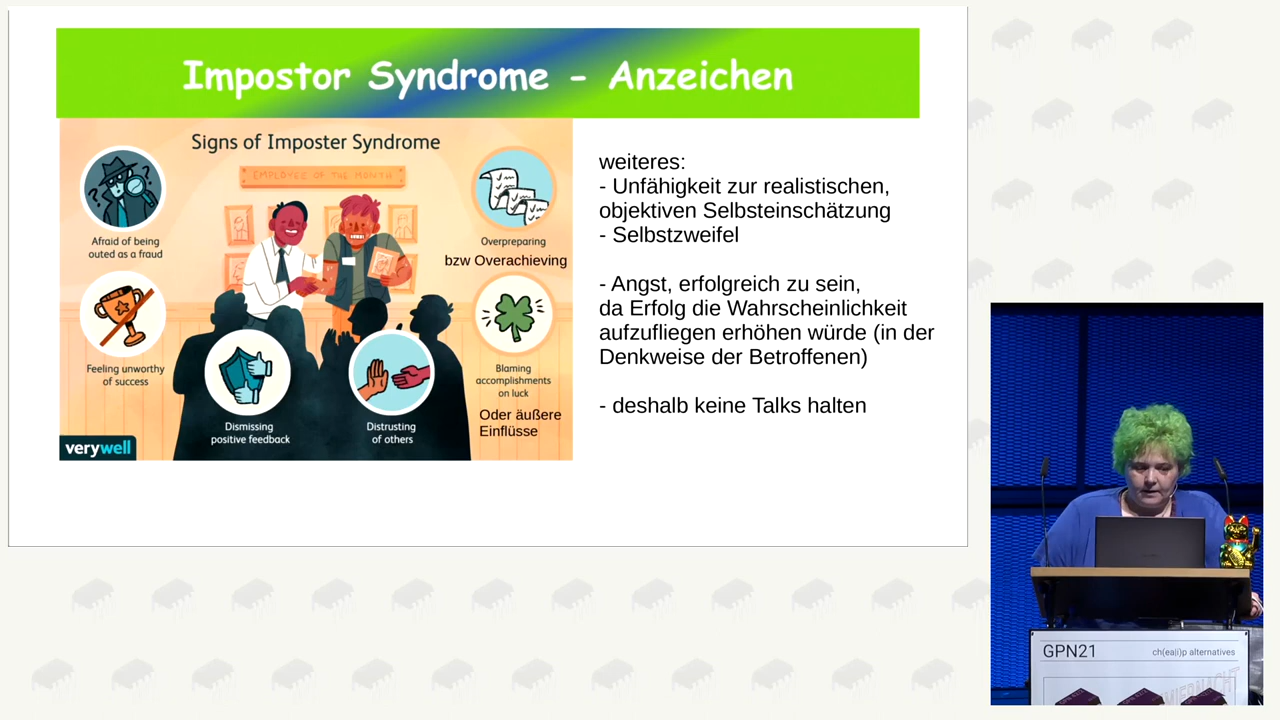 Impostor Syndrome - Anzeichen
Signs of Imposter Syndrome
EMPLOYEE OF THE MONTH
Afraid of being
outed as a fraud
Overpreparing
bzw Overachieving
Feeling unworthy
of success
Blaming
accomplishments
on luck
Oder äußere
Einflüsse
Dismissing
positive feedback
Distrusting
of others
verywell
weiteres:
- Unfähigkeit zur realistischen,
objektiven Selbsteinschätzung
- Selbstzweifel
- Angst, erfolgreich zu sein,
da Erfolg die Wahrscheinlichkeit
aufzufliegen erhöhen würde (in der
Denkweise der Betroffenen)
- deshalb keine Talks halten
GPN21
ch(ea|i)p alternatives